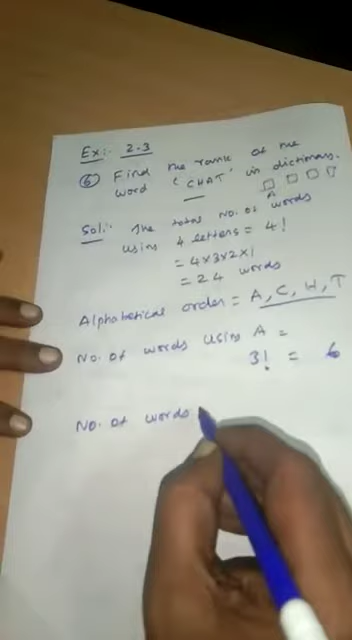 Ex:- 2.3
⑥ Find the rank of the
word 'CHAT' in dictionary.
Sol:- The total No. of words
A
using 4 letters = 4!
= 4×3×2×1
= 24 words
Alphabetical order = A, C, H, T
No. of words using A =
3! = 6
No. of words